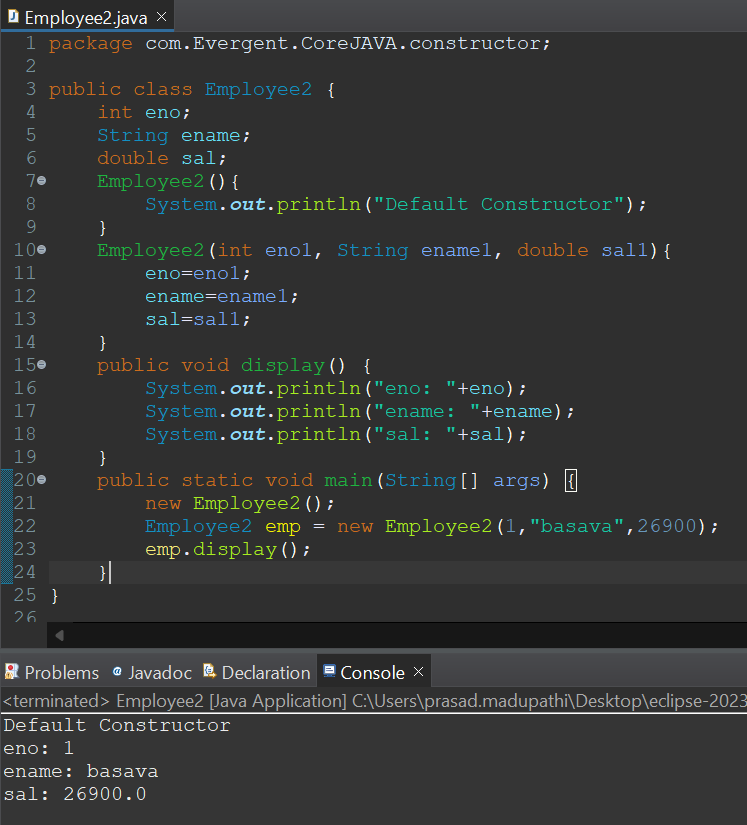 Employee2.java
1 package com.Evergent.CoreJAVA.constructor;
2
3 public class Employee2 {
4     int eno;
5     String ename;
6     double sal;
7     Employee2(){
8         System.out.println("Default Constructor");
9     }
10     Employee2(int eno1, String ename1, double sal1){
11         eno=eno1;
12         ename=ename1;
13         sal=sal1;
14     }
15     public void display() {
16         System.out.println("eno: "+eno);
17         System.out.println("ename: "+ename);
18         System.out.println("sal: "+sal);
19     }
20     public static void main(String[] args) {
21         new Employee2();
22         Employee2 emp = new Employee2(1,"basava",26900);
23         emp.display();
24     }
25 }
26
Problems @ Javadoc Declaration Console
<terminated> Employee2 [Java Application] C:\Users\prasad.madupathi\Desktop\eclipse-2023
Default Constructor
eno: 1
ename: basava
sal: 26900.0